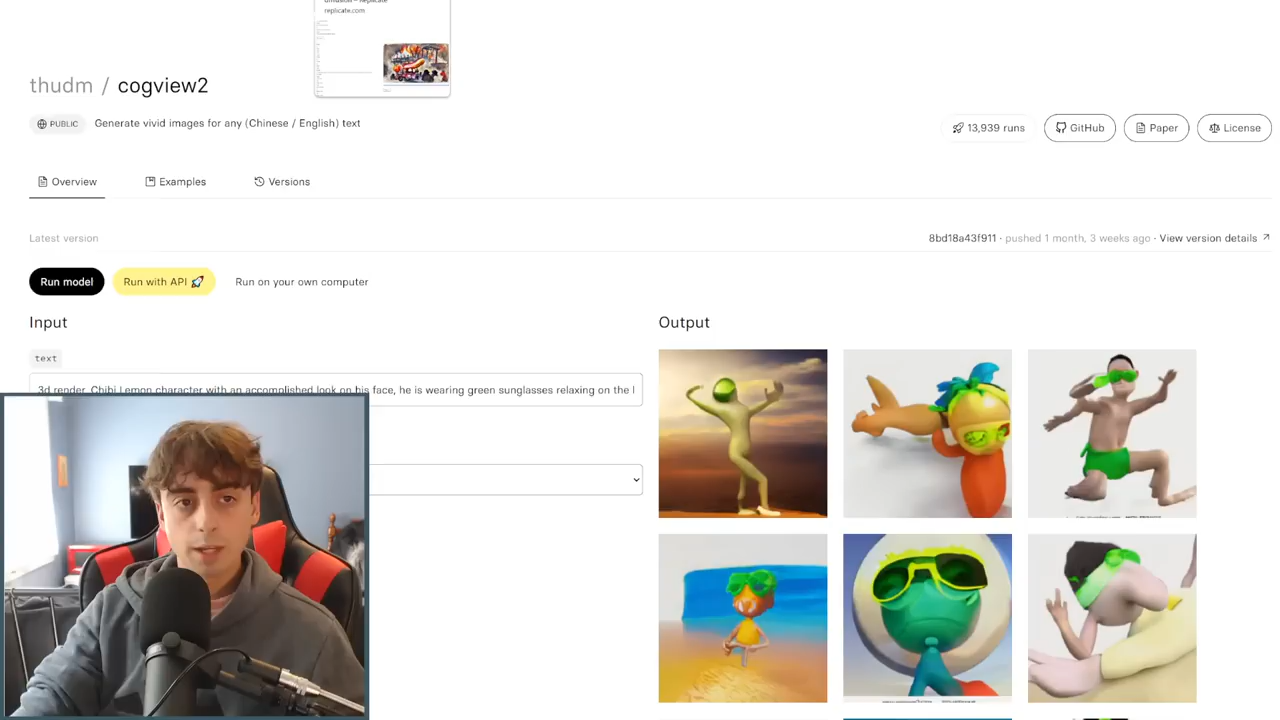 replicate.com
thudm / cogview2
PUBLIC
Generate vivid images for any (Chinese / English) text
13,939 runs
GitHub
Paper
License
Overview
Examples
Versions
Latest version
8bd18a43f911 · pushed 1 month, 3 weeks ago · View version details
Run model
Run with API
Run on your own computer
Input
Output
text
3d render, Chibi Lemon character with an accomplished look on his face, he is wearing green sunglasses relaxing on the